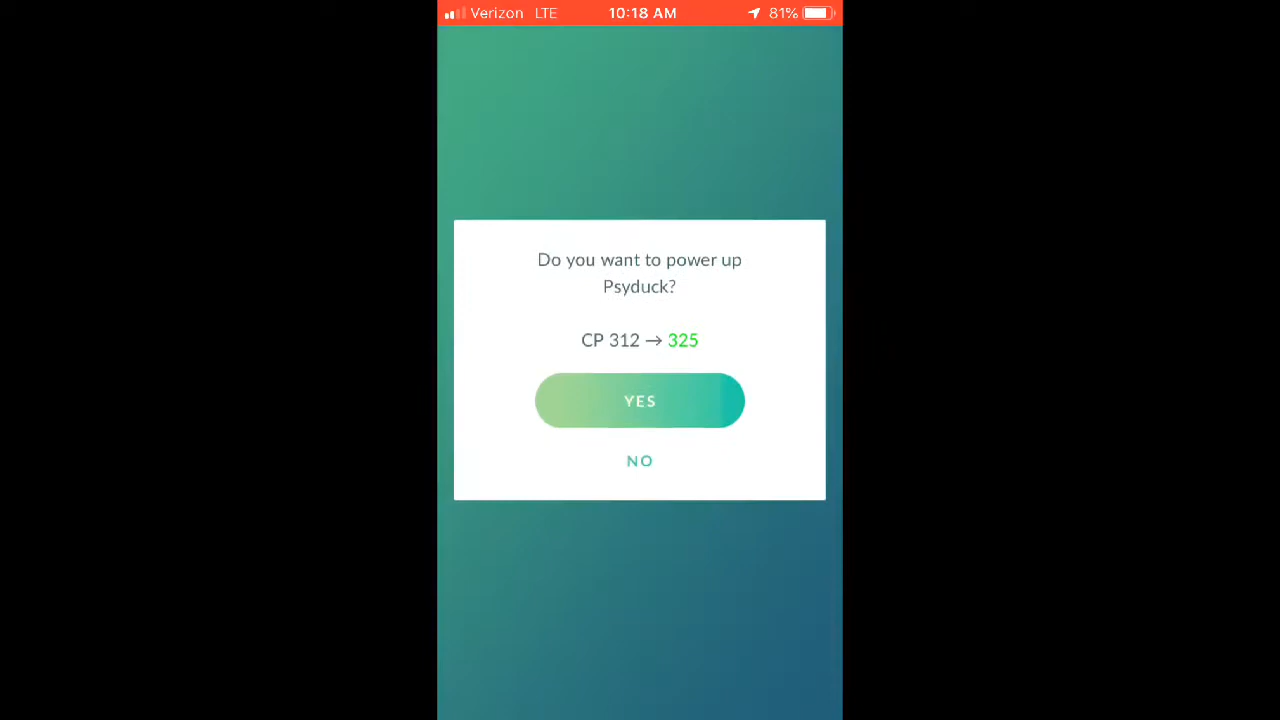 Verizon LTE 10:18 AM 81%
Do you want to power up
Psyduck?
CP 312 → 325
YES
NO